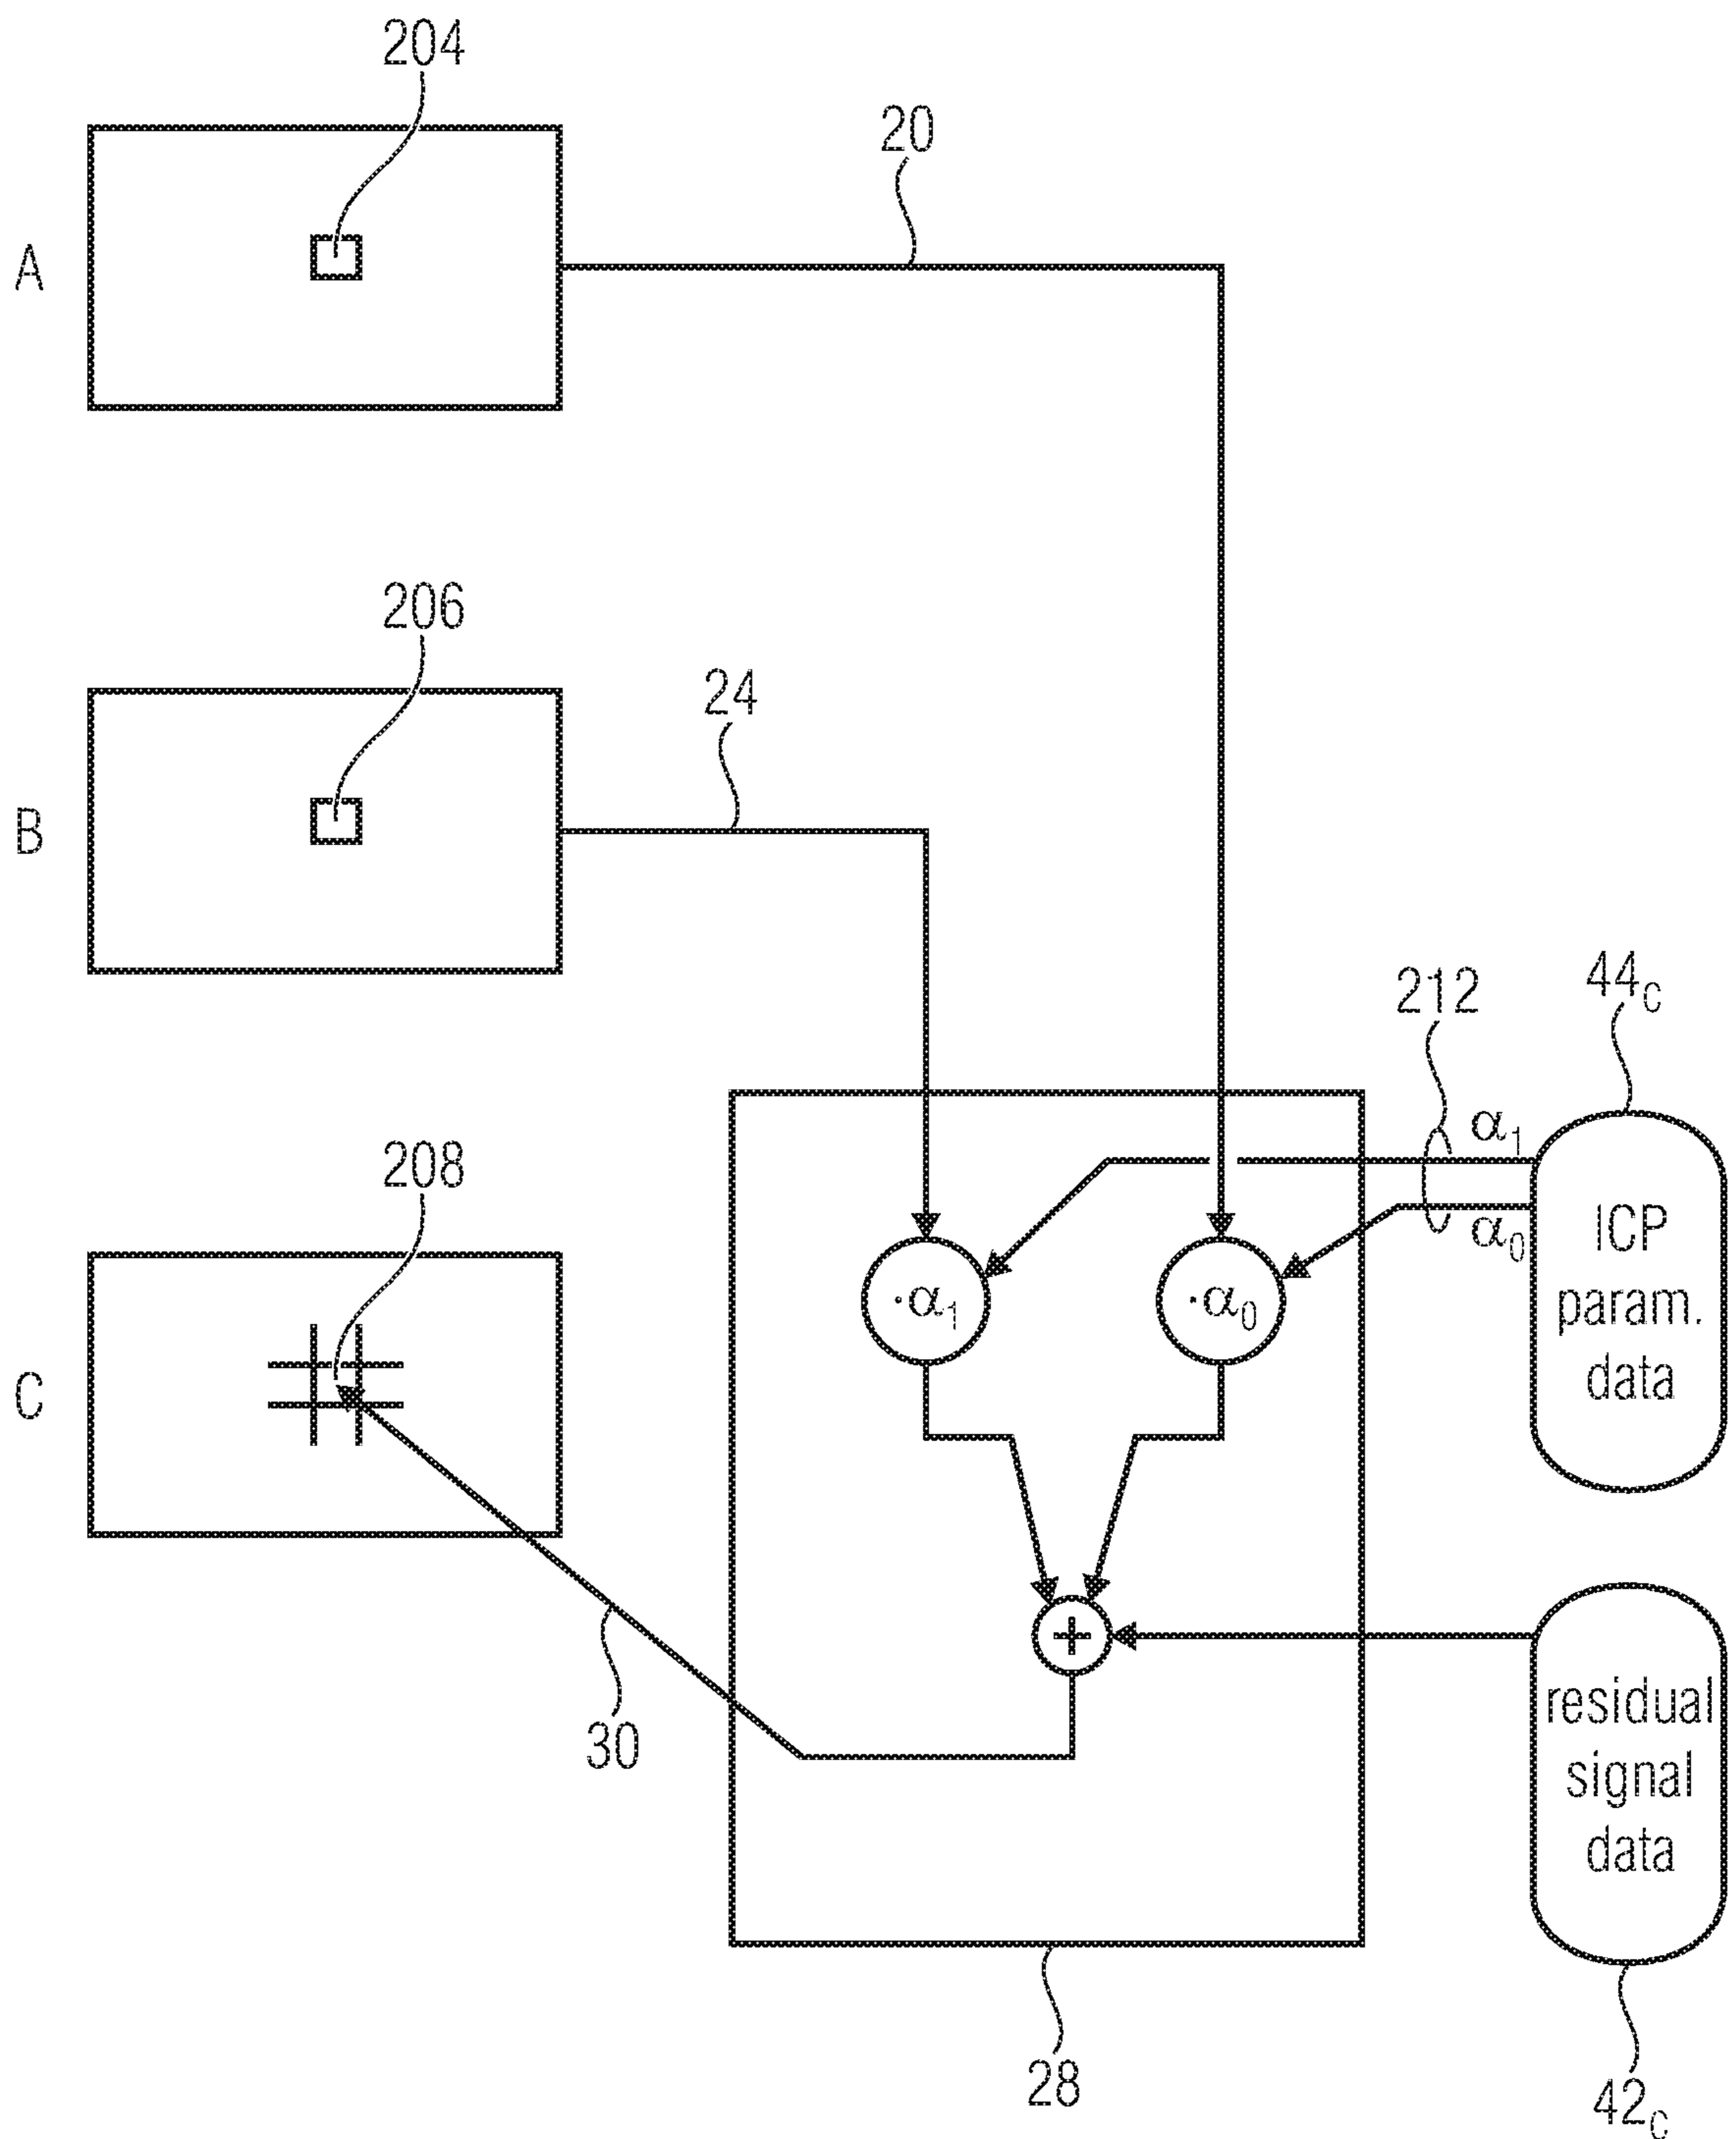 204
20
A
206
24
B
212
44C
208
α1
α0
ICP
param.
data
·α1
·α0
C
+
residual
signal
data
30
28
42C